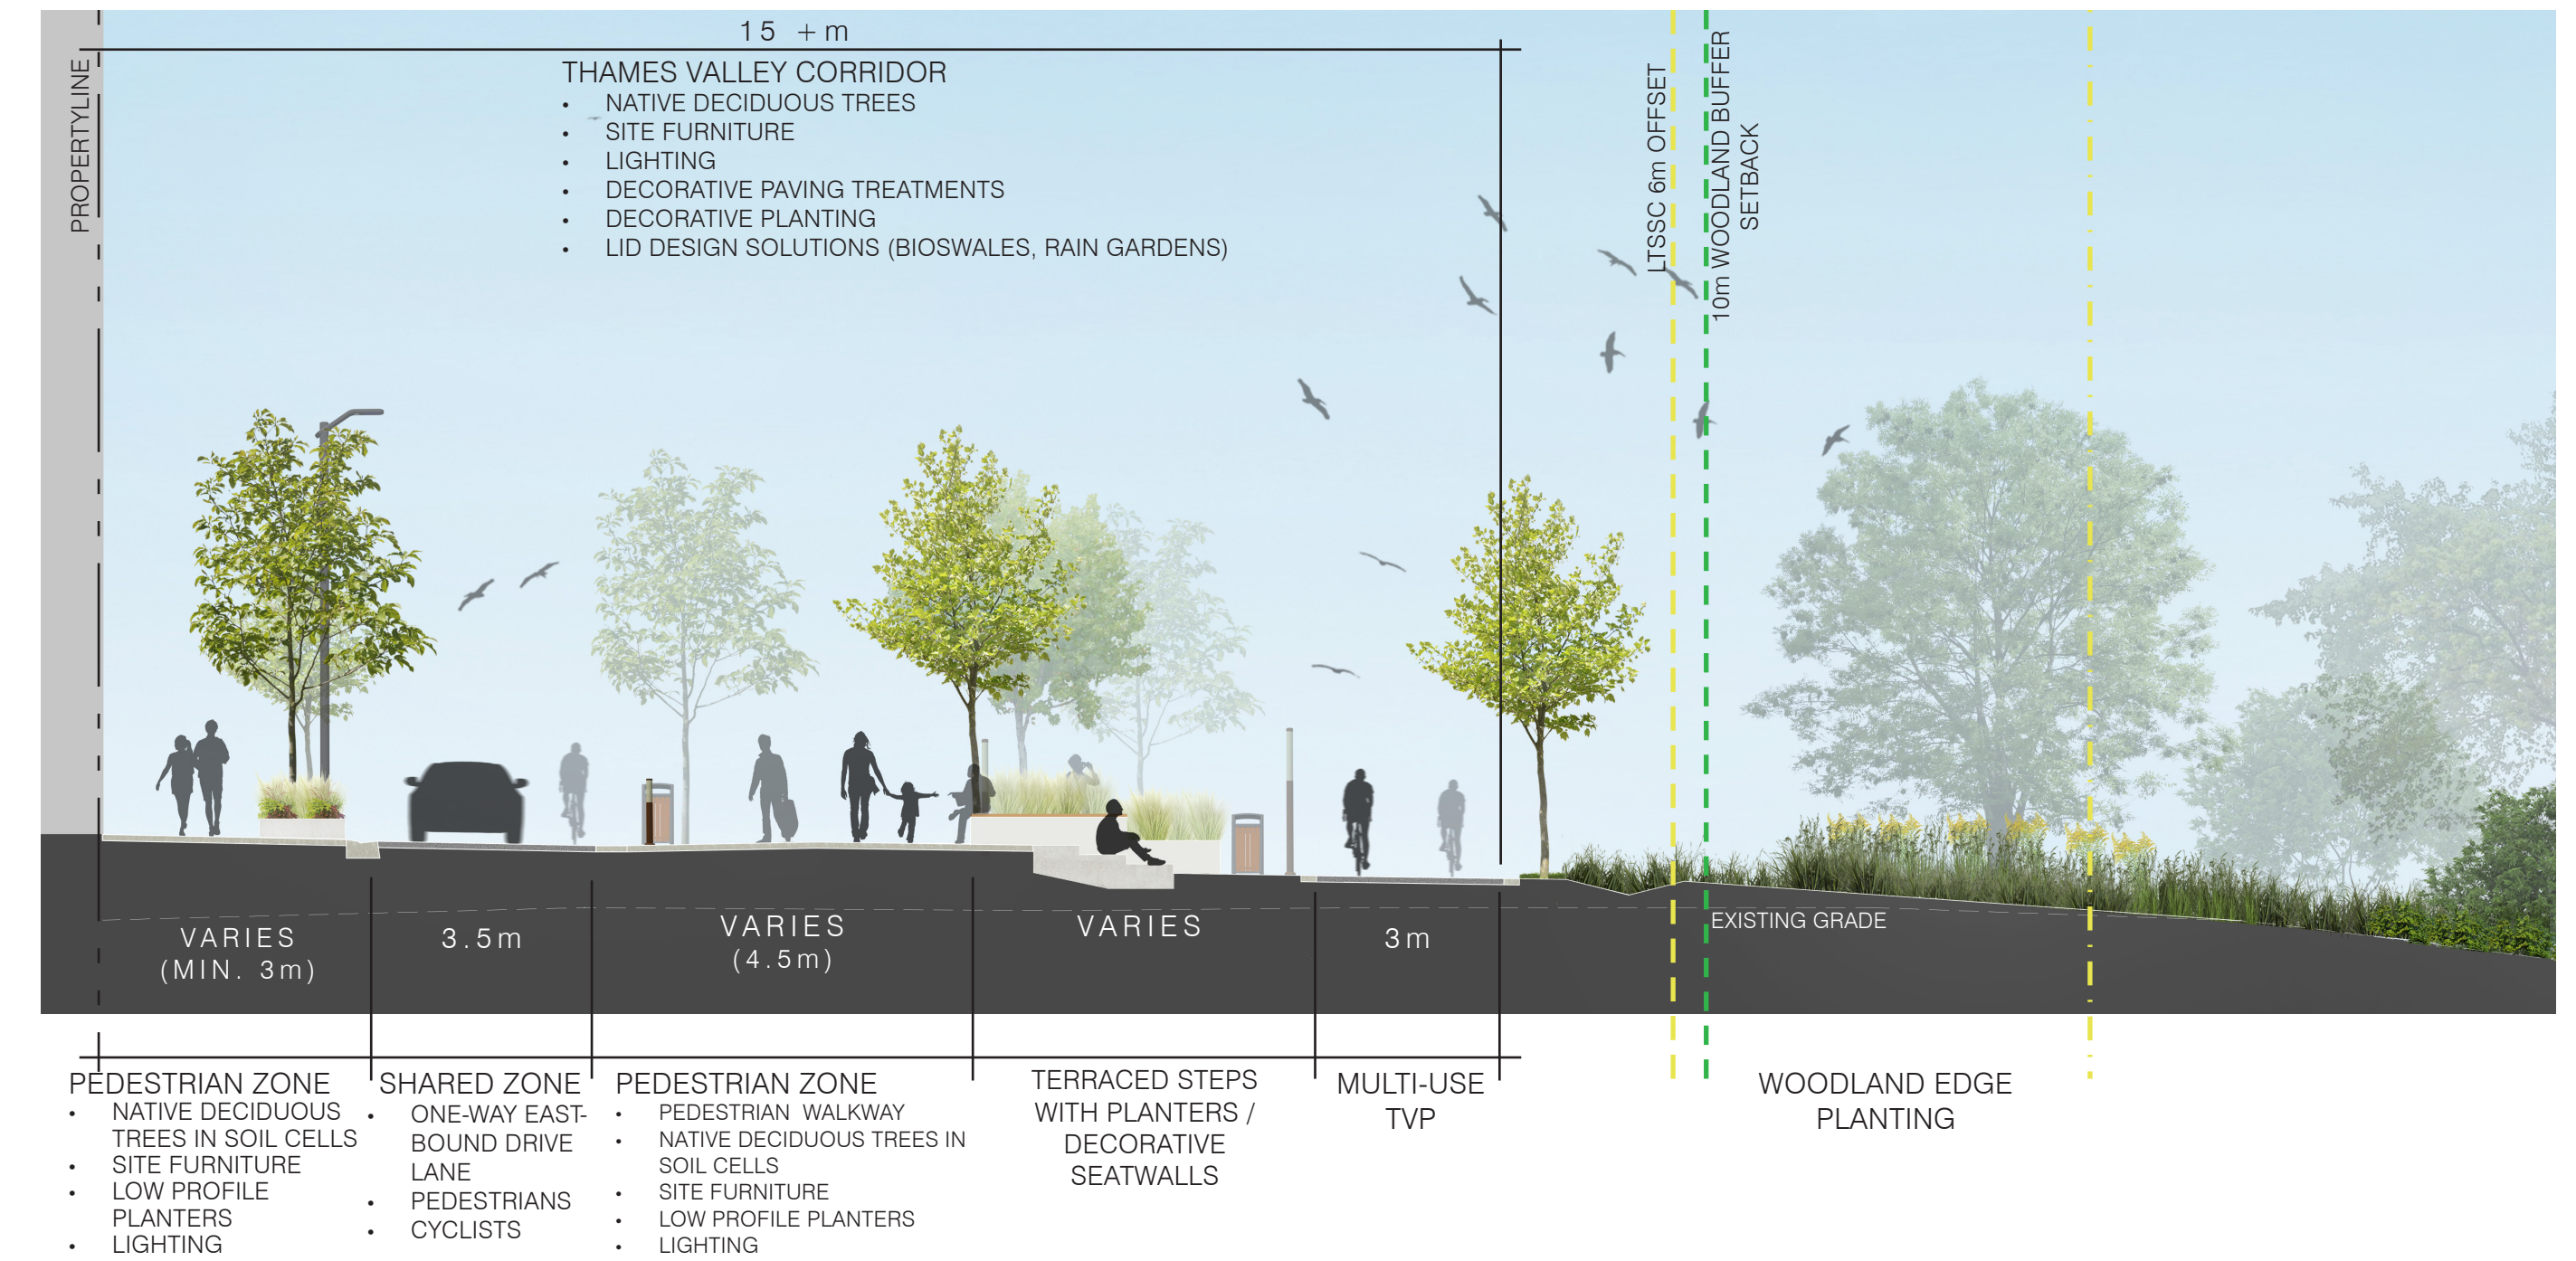 15 +m
PROPERTYLINE
THAMES VALLEY CORRIDOR
• NATIVE DECIDUOUS TREES
• SITE FURNITURE
• LIGHTING
• DECORATIVE PAVING TREATMENTS
• DECORATIVE PLANTING
• LID DESIGN SOLUTIONS (BIOSWALES, RAIN GARDENS)
LTSSC 6m OFFSET
10m WOODLAND BUFFER
SETBACK
EXISTING GRADE
VARIES
(MIN. 3m)
3.5m
VARIES
(4.5m)
VARIES
3m
PEDESTRIAN ZONE
• NATIVE DECIDUOUS
TREES IN SOIL CELLS
• SITE FURNITURE
• LOW PROFILE
PLANTERS
• LIGHTING
SHARED ZONE
• ONE-WAY EAST-
BOUND DRIVE
LANE
• PEDESTRIANS
• CYCLISTS
PEDESTRIAN ZONE
• PEDESTRIAN WALKWAY
• NATIVE DECIDUOUS TREES IN
SOIL CELLS
• SITE FURNITURE
• LOW PROFILE PLANTERS
• LIGHTING
TERRACED STEPS
WITH PLANTERS /
DECORATIVE
SEATWALLS
MULTI-USE
TVP
WOODLAND EDGE
PLANTING